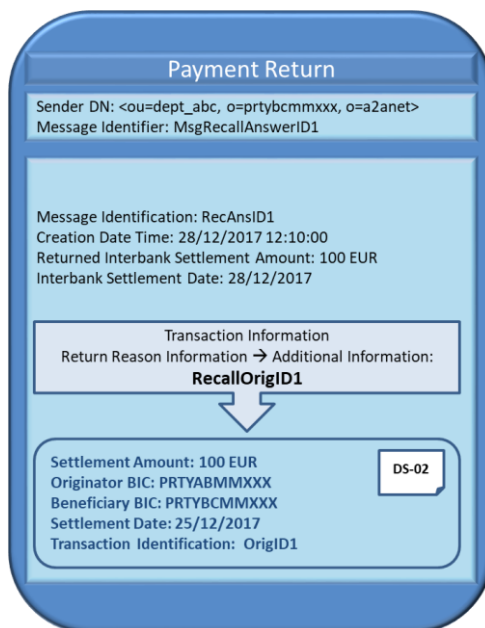 Payment Return
Sender DN: <ou=dept_abc, o=prtybcmmxxx, o=a2anet>
Message Identifier: MsgRecallAnswerID1
Message Identification: RecAnsID1
Creation Date Time: 28/12/2017 12:10:00
Returned Interbank Settlement Amount: 100 EUR
Interbank Settlement Date: 28/12/2017
Transaction Information
Return Reason Information → Additional Information:
RecallOrigID1
Settlement Amount: 100 EUR
Originator BIC: PRTYABMMXXX
Beneficiary BIC: PRTYBCMMXXX
Settlement Date: 25/12/2017
Transaction Identification: OrigID1
DS-02